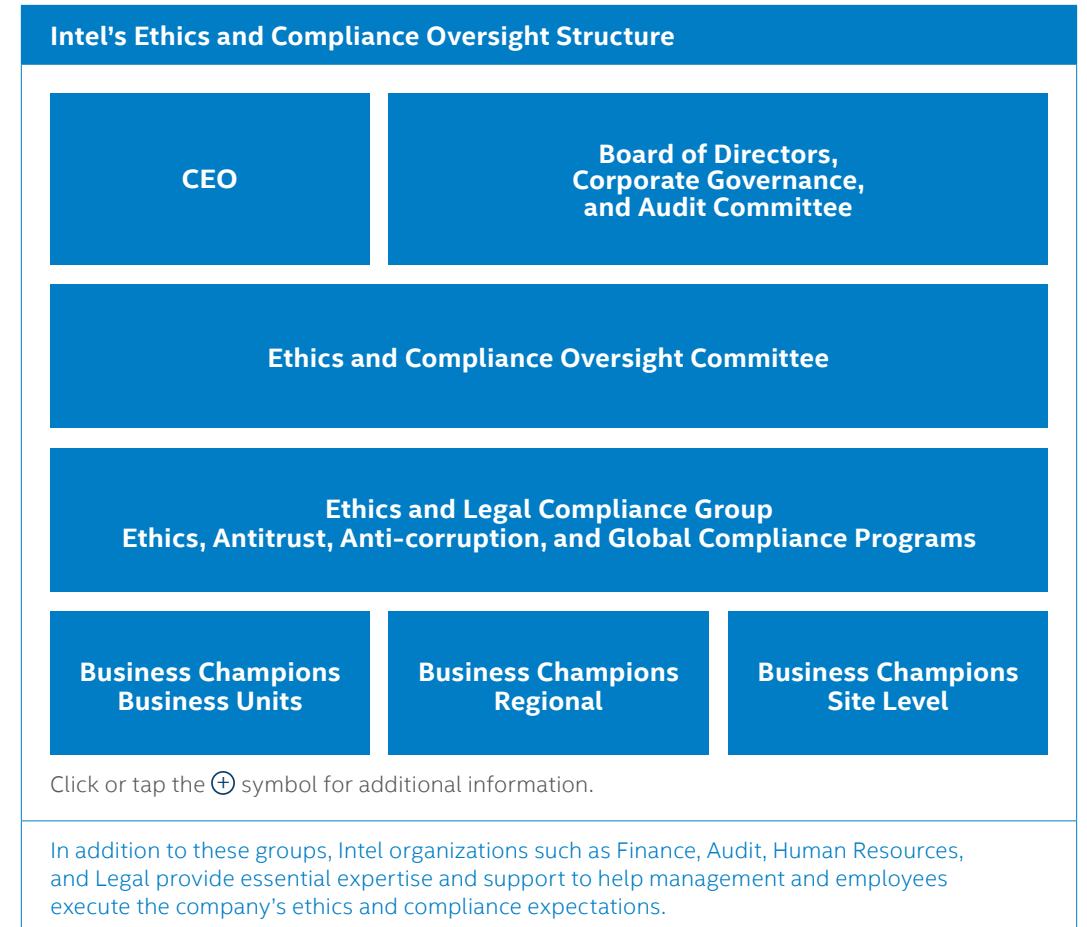 Intel’s Ethics and Compliance Oversight Structure
CEO
Board of Directors,
Corporate Governance,
and Audit Committee
Ethics and Compliance Oversight Committee
Ethics and Legal Compliance Group
Ethics, Antitrust, Anti-corruption, and Global Compliance Programs
Business Champions
Business Units
Business Champions
Regional
Business Champions
Site Level
Click or tap the ⊕ symbol for additional information.
In addition to these groups, Intel organizations such as Finance, Audit, Human Resources,
and Legal provide essential expertise and support to help management and employees
execute the company’s ethics and compliance expectations.